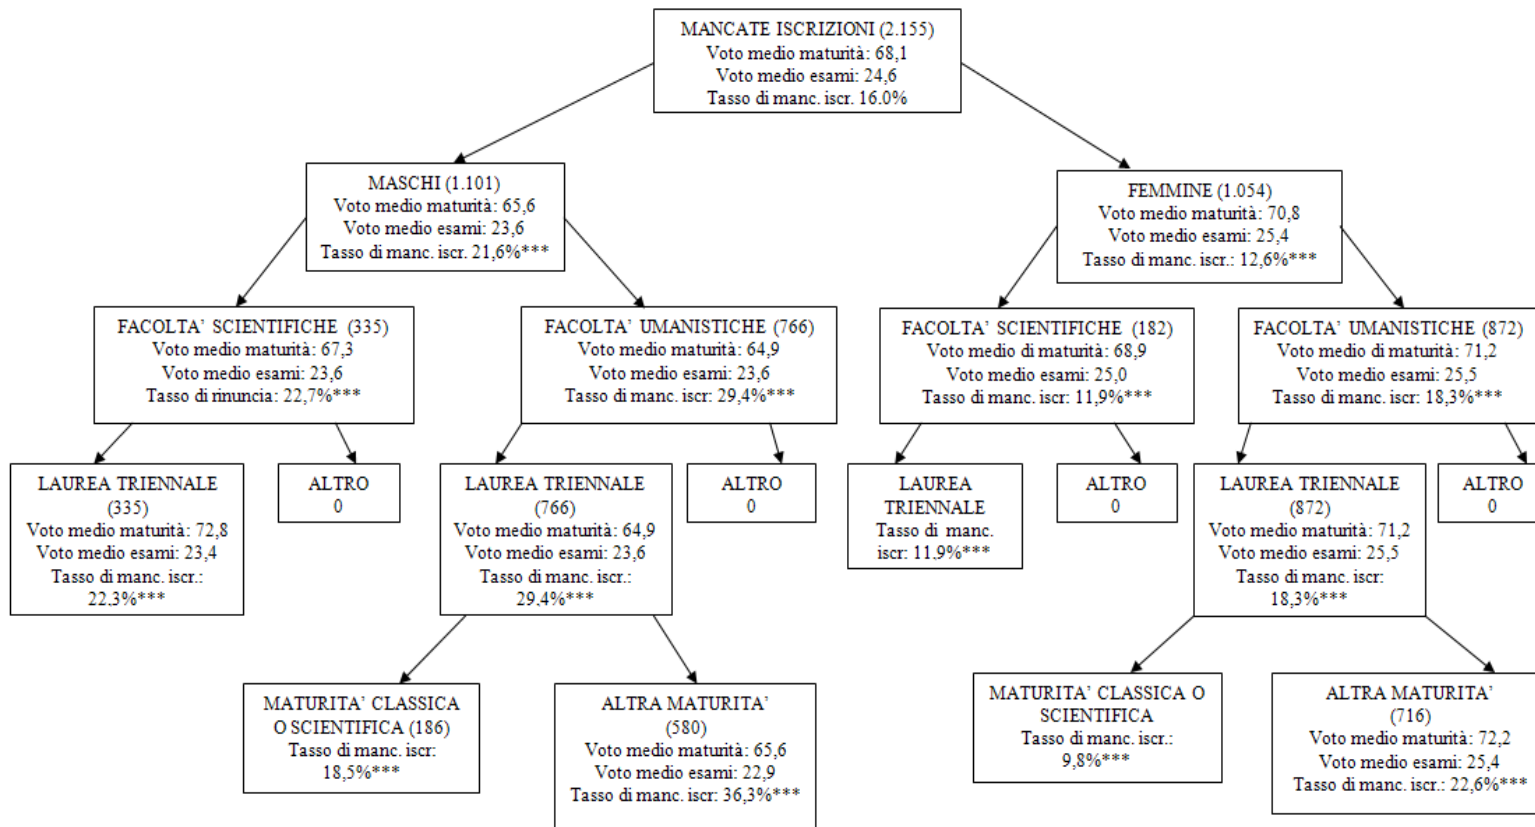 MANCATE ISCRIZIONI (2.155)
Voto medio maturità: 68,1
Voto medio esami: 24,6
Tasso di manc. iscr. 16.0%
MASCHI (1.101)
Voto medio maturità: 65,6
Voto medio esami: 23,6
Tasso di manc. iscr. 21,6%***
FEMMINE (1.054)
Voto medio maturità: 70,8
Voto medio esami: 25,4
Tasso di manc. iscr.: 12,6%***
FACOLTA’ SCIENTIFICHE (335)
Voto medio maturità: 67,3
Voto medio esami: 23,6
Tasso di rinuncia: 22,7%***
FACOLTA’ UMANISTICHE (766)
Voto medio maturità: 64,9
Voto medio esami: 23,6
Tasso di manc. iscr: 29,4%***
FACOLTA’ SCIENTIFICHE (182)
Voto medio di maturità: 68,9
Voto medio esami: 25,0
Tasso di manc. iscr: 11,9%***
FACOLTA’ UMANISTICHE (872)
Voto medio di maturità: 71,2
Voto medio esami: 25,5
Tasso di manc. iscr: 18,3%***
LAUREA TRIENNALE
(335)
Voto medio maturità: 72,8
Voto medio esami: 23,4
Tasso di manc. iscr.:
22,3%***
ALTRO
0
LAUREA TRIENNALE
(766)
Voto medio maturità: 64,9
Voto medio esami: 23,6
Tasso di manc. iscr.:
29,4%***
ALTRO
0
LAUREA
TRIENNALE
Tasso di manc.
iscr: 11,9%***
ALTRO
0
LAUREA TRIENNALE
(872)
Voto medio maturità: 71,2
Voto medio esami: 25,5
Tasso di manc. iscr:
18,3%***
ALTRO
0
MATURITA’ CLASSICA
O SCIENTIFICA (186)
Tasso di manc. iscr:
18,5%***
ALTRA MATURITA’
(580)
Voto medio maturità: 65,6
Voto medio esami: 22,9
Tasso di manc. iscr: 36,3%***
MATURITA’ CLASSICA O
SCIENTIFICA
Tasso di manc. iscr.:
9,8%***
ALTRA MATURITA’
(716)
Voto medio maturità: 72,2
Voto medio esami: 25,4
Tasso di manc. iscr.: 22,6%***